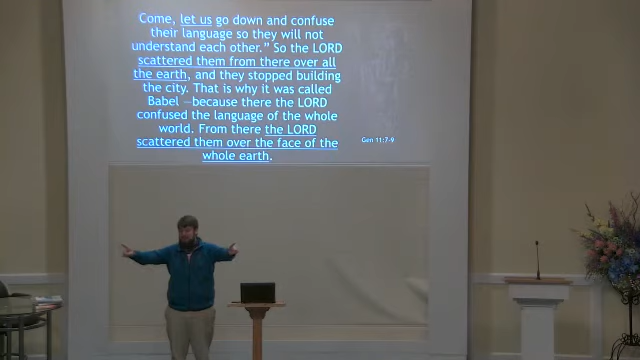 Come, let us go down and confuse
their language so they will not
understand each other.” So the LORD
scattered them from there over all
the earth, and they stopped building
the city. That is why it was called
Babel —because there the LORD
confused the language of the whole
world. From there the LORD
scattered them over the face of the
whole earth.
Gen 11:7-9